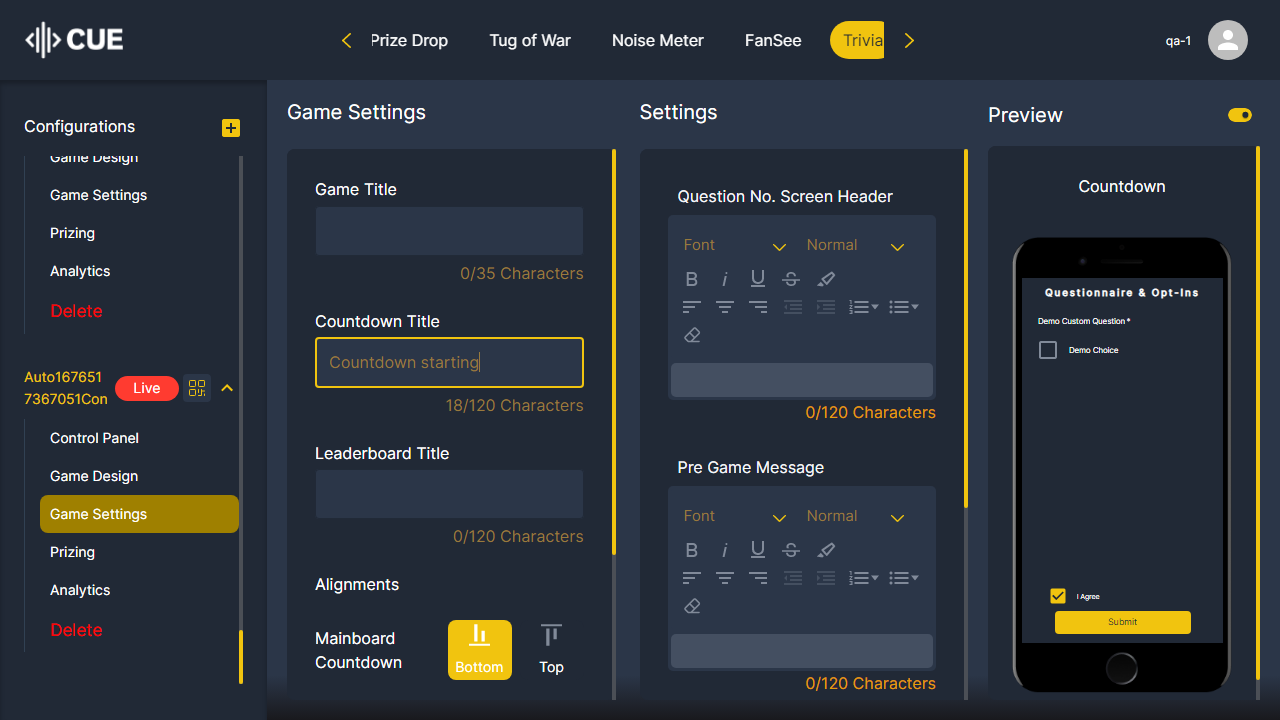 CUE
Prize Drop
Tug of War
Noise Meter
FanSee
Trivia
qa-1
Configurations
Game Design
Game Settings
Prizing
Analytics
Delete
Auto167651
7367051Con
Live
Control Panel
Game Design
Game Settings
Prizing
Analytics
Delete
Game Settings
Game Title
0/35 Characters
Countdown Title
Countdown starting
18/120 Characters
Leaderboard Title
0/120 Characters
Alignments
Mainboard
Countdown
Bottom
Top
Settings
Question No. Screen Header
Font
Normal
0/120 Characters
Pre Game Message
Font
Normal
0/120 Characters
Preview
Countdown
Questionnaire & Opt-Ins
Demo Custom Question *
Demo Choice
I Agree
Submit